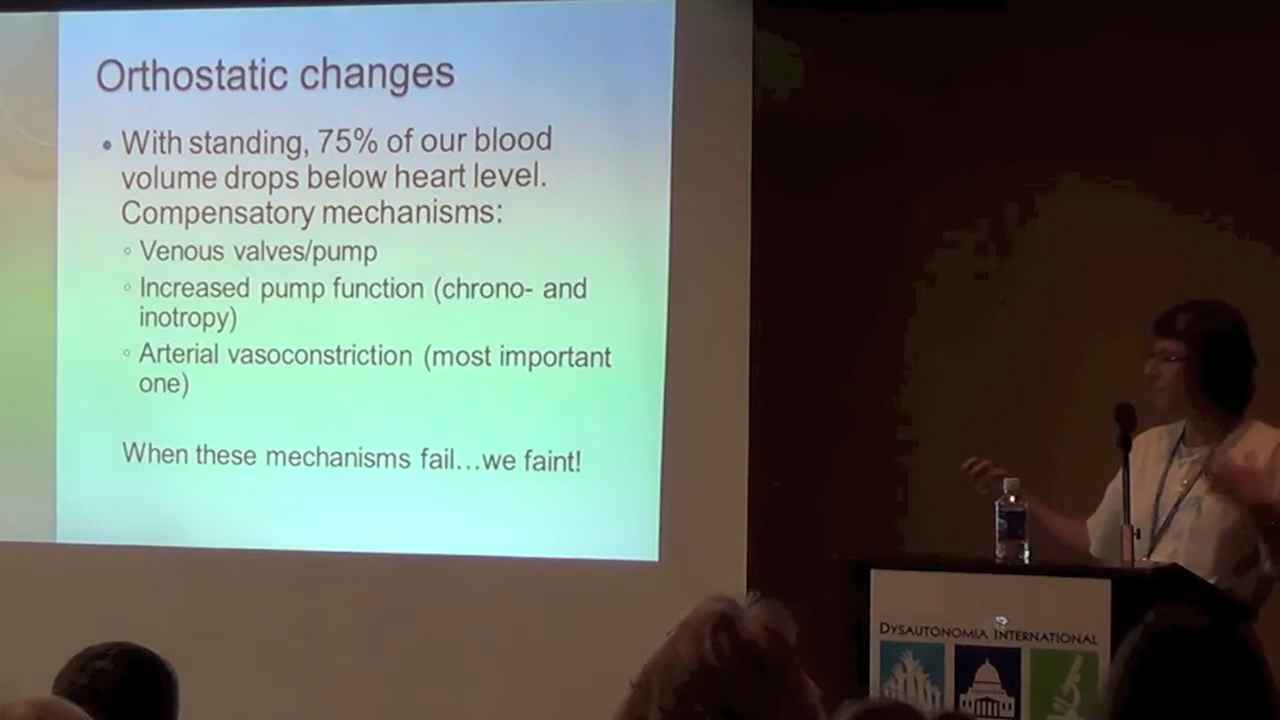 Orthostatic changes
• With standing, 75% of our blood
volume drops below heart level.
Compensatory mechanisms:
◦ Venous valves/pump
◦ Increased pump function (chrono- and
inotropy)
◦ Arterial vasoconstriction (most important
one)
When these mechanisms fail...we faint!
DYSAUTONOMIA INTERNATIONAL